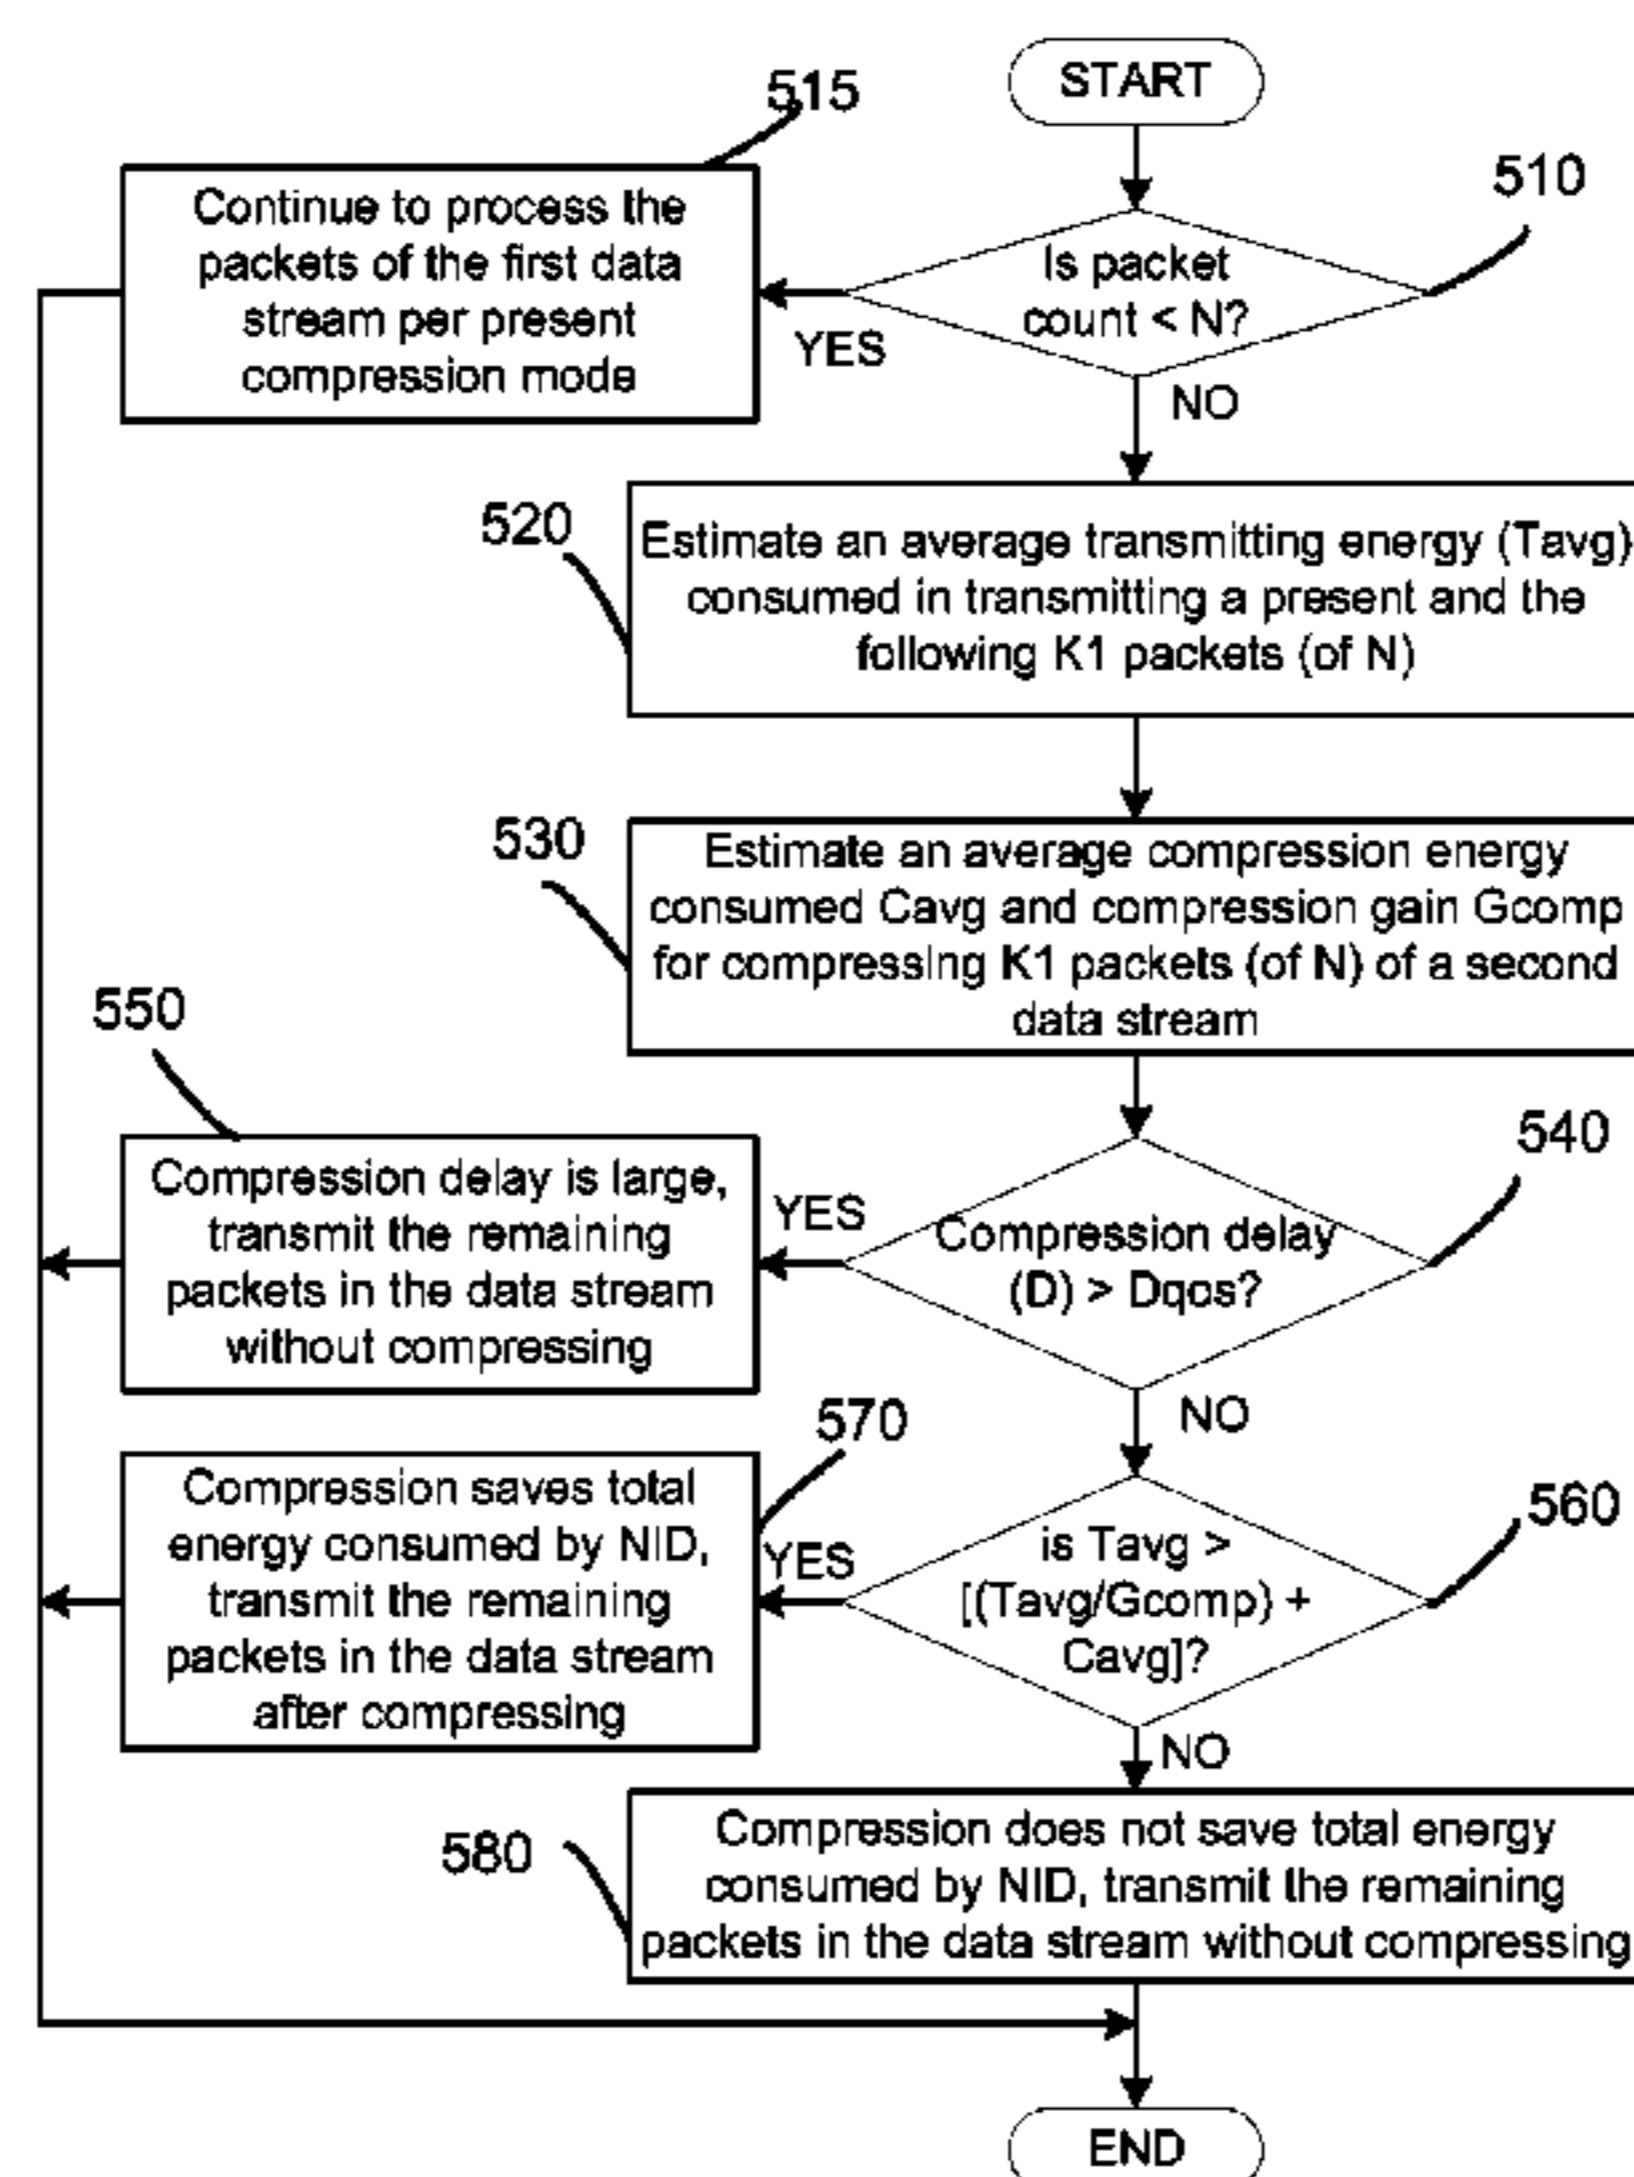 START
515
510
Continue to process the
packets of the first data
stream per present
compression mode
Is packet
count < N?
YES
NO
520
Estimate an average transmitting energy (Tavg)
consumed in transmitting a present and the
following K1 packets (of N)
530
Estimate an average compression energy
consumed Cavg and compression gain Gcomp
for compressing K1 packets (of N) of a second
data stream
550
540
Compression delay is large,
transmit the remaining
packets in the data stream
without compressing
YES
Compression delay
(D) > Dqos?
NO
570
560
Compression saves total
energy consumed by NID,
transmit the remaining
packets in the data stream
after compressing
YES
is Tavg >
[(Tavg/Gcomp) +
Cavg]?
NO
580
Compression does not save total energy
consumed by NID, transmit the remaining
packets in the data stream without compressing
END